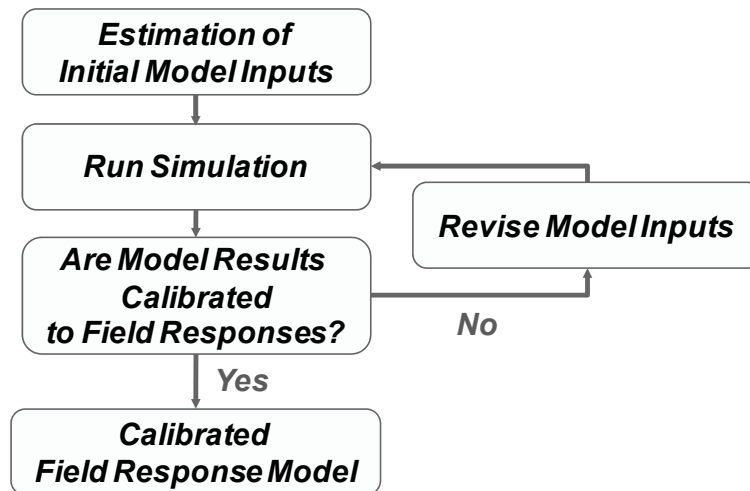 Estimation of
Initial Model Inputs
Run Simulation
Revise Model Inputs
Are Model Results
Calibrated
to Field Responses?
No
Yes
Calibrated
Field Response Model